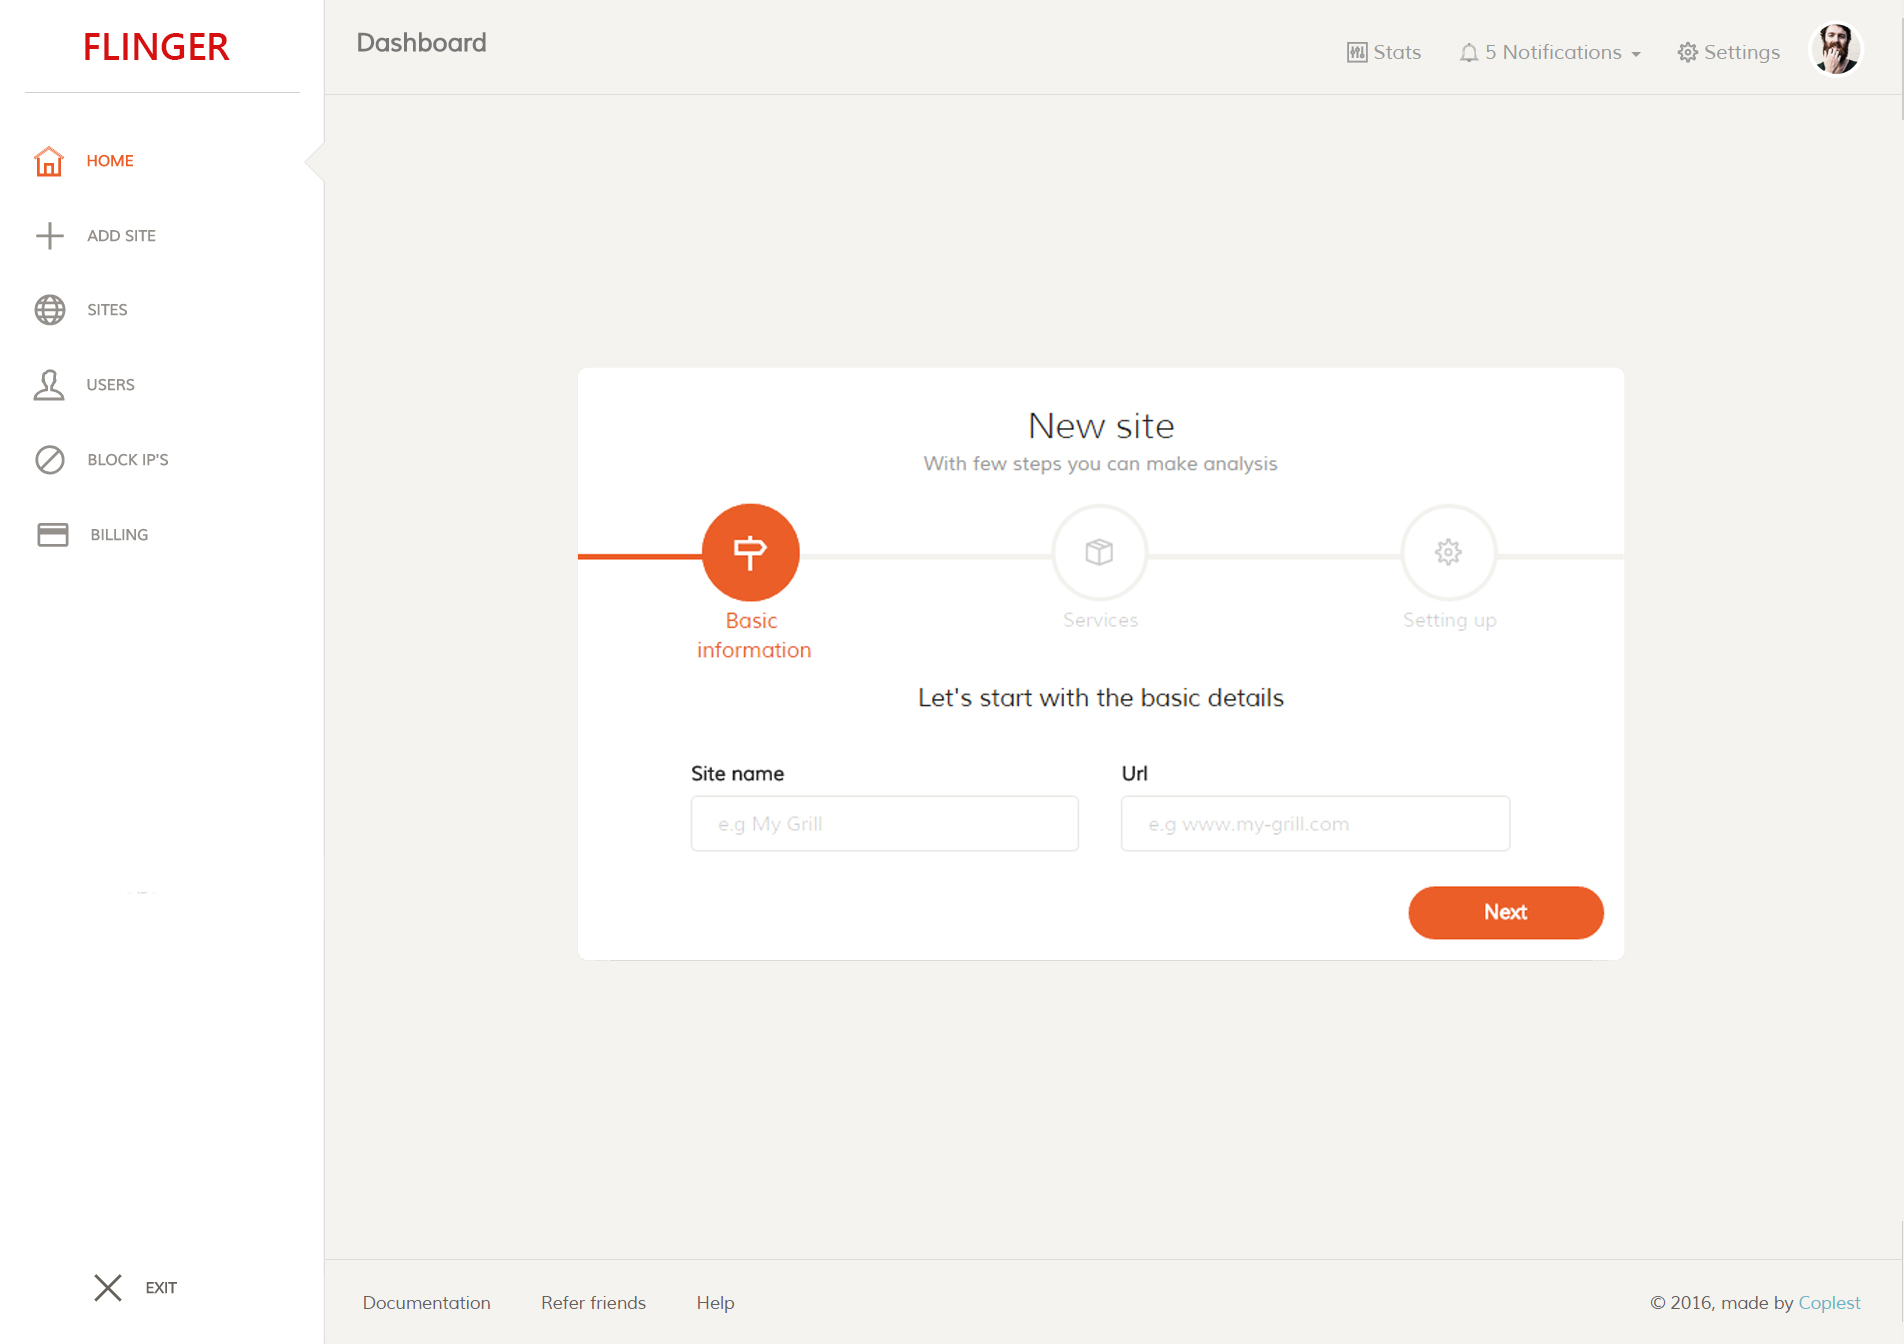 FLINGER
HOME
ADD SITE
SITES
USERS
BLOCK IP'S
BILLING
EXIT
Dashboard
Stats
5 Notifications
Settings
New site
With few steps you can make analysis
Basic
information
Services
Setting up
Let's start with the basic details
Site name
Url
e.g My Grill
e.g www.my-grill.com
Next
Documentation
Refer friends
Help
© 2016, made by Coplest